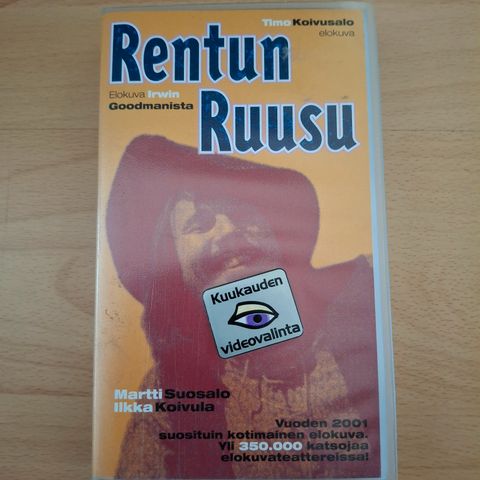 Timo Koivusalo
elokuva
Rentun
Elokuva Irwin
Goodmanista
Ruusu
Kuukauden
videovalinta
Martti Suosalo
Ilkka Koivula
Vuoden 2001
suosituin kotimainen elokuva.
Yli 350.000 katsojaa
elokuvateattereissa!